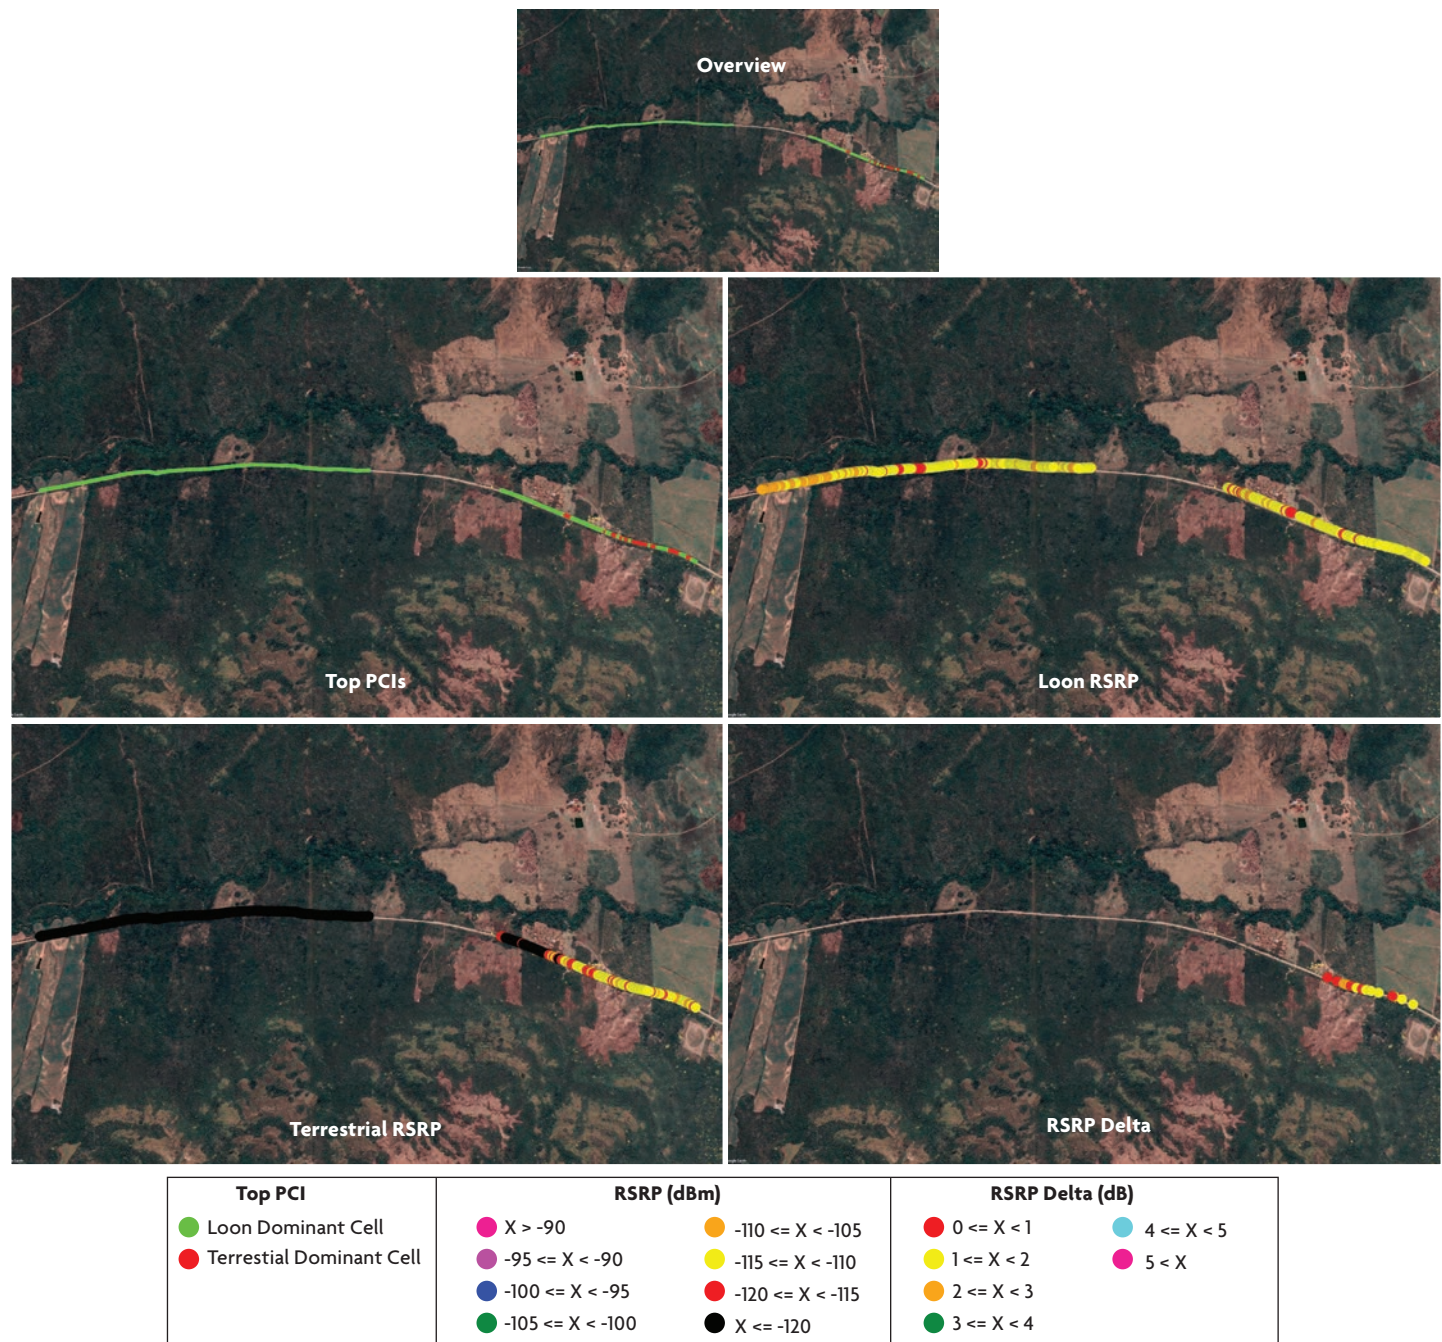 Overview
Top PCIs
Loon RSRP
Terrestrial RSRP
RSRP Delta
Top PCI
Loon Dominant Cell
Terrestial Dominant Cell
RSRP (dBm)
X > -90
-95 <= X < -90
-100 <= X < -95
-105 <= X < -100
-110 <= X < -105
-115 <= X < -110
-120 <= X < -115
X <= -120
RSRP Delta (dB)
0 <= X < 1
1 <= X < 2
2 <= X < 3
3 <= X < 4
4 <= X < 5
5 < X